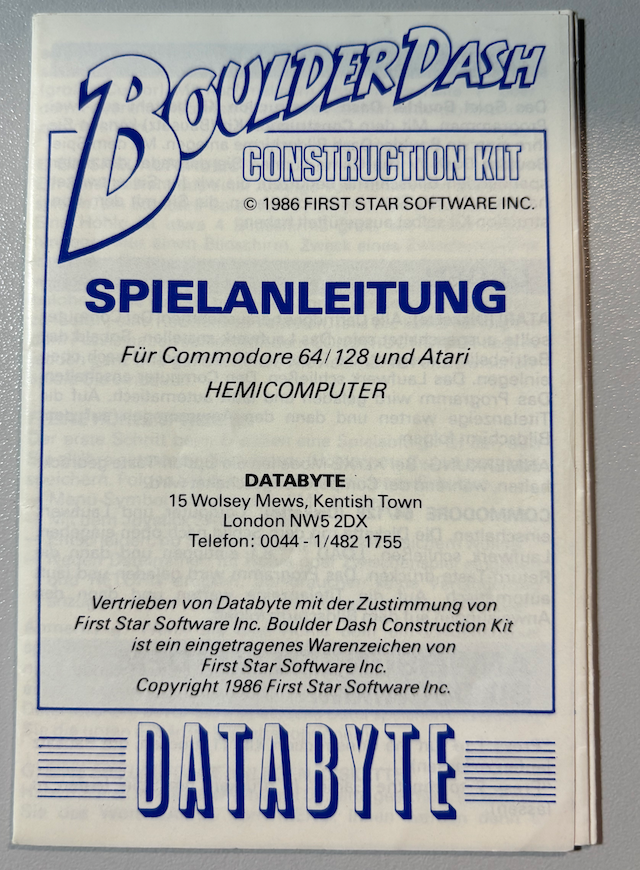 BOULDER DASH
CONSTRUCTION KIT
© 1986 FIRST STAR SOFTWARE INC.
SPIELANLEITUNG
Für Commodore 64/128 und Atari
HEMICOMPUTER
DATABYTE
15 Wolsey Mews, Kentish Town
London NW5 2DX
Telefon: 0044 - 1/482 1755
Vertrieben von Databyte mit der Zustimmung von
First Star Software Inc. Boulder Dash Construction Kit
ist ein eingetragenes Warenzeichen von
First Star Software Inc.
Copyright 1986 First Star Software Inc.
DATABYTE